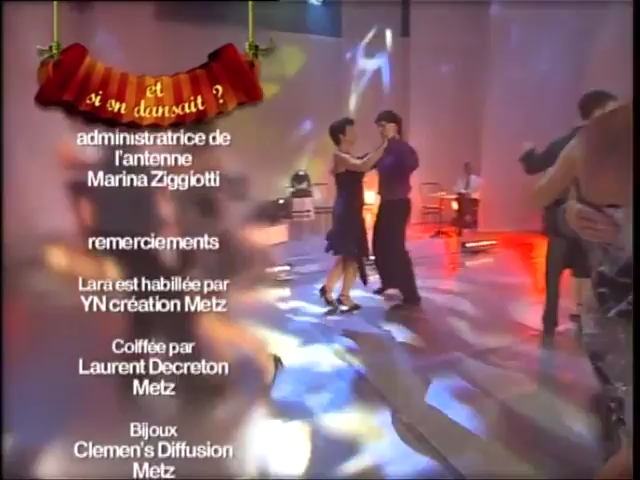 et
si on dansait ?
administratrice de
l'antenne
Marina Ziggiotti
remerciements
Lara est habillée par
YN création Metz
Coiffée par
Laurent Decreton
Metz
Bijoux
Clemen's Diffusion
Metz